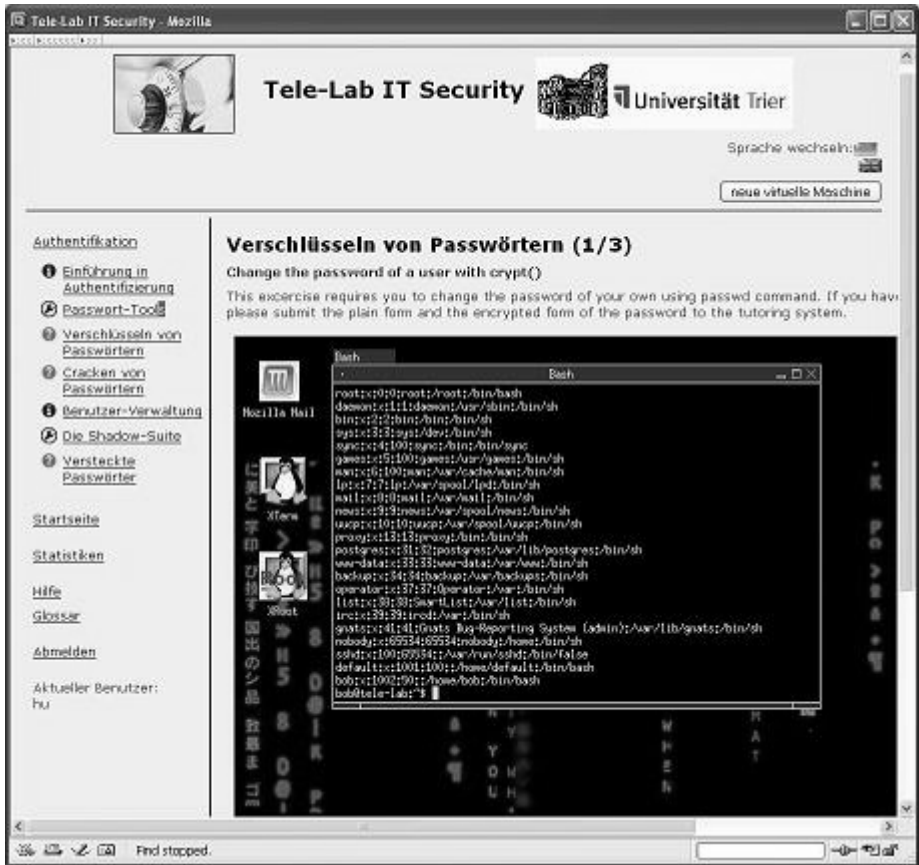 Tele-Lab IT Security - Mozilla
Tele-Lab IT Security
Universität Trier
Sprache wechseln:
neue virtuelle Maschine
Authentifikation
Einführung in
Authentifizierung
Passwort-Tool
Verschlüsseln von
Passwörtern
Cracken von
Passwörtern
Benutzer-Verwaltung
Die Shadow-Suite
Versteckte
Passwörter
Startseite
Statistiken
Hilfe
Glossar
Abmelden
Aktueller Benutzer:
hu
Verschlüsseln von Passwörtern (1/3)
Change the password of a user with crypt()
This excercise requires you to change the password of your own using passwd command. If you have
please submit the plain form and the encrypted form of the password to the tutoring system.
Mozilla Mail
XTerm
Root
XRoot
Bash
Bash
root:x:0:0:root:/root:/bin/bash
daemon:x:1:1:daemon:/usr/sbin:/bin/sh
bin:x:2:2:bin:/bin:/bin/sh
sys:x:3:3:sys:/dev:/bin/sh
sync:x:4:100:sync:/bin:/bin/sync
games:x:5:100:games:/usr/games:/bin/sh
man:x:6:100:man:/var/cache/man:/bin/sh
lp:x:7:7:lp:/var/spool/lpd:/bin/sh
mail:x:8:8:mail:/var/mail:/bin/sh
news:x:9:9:news:/var/spool/news:/bin/sh
uucp:x:10:10:uucp:/var/spool/uucp:/bin/sh
proxy:x:13:13:proxy:/bin:/bin/sh
postgres:x:31:32:postgres:/var/lib/postgres:/bin/sh
www-data:x:33:33:www-data:/var/www:/bin/sh
backup:x:34:34:backup:/var/backups:/bin/sh
operator:x:37:37:Operator:/var:/bin/sh
list:x:38:38:SmartList:/var/list:/bin/sh
irc:x:39:39:ircd:/var:/bin/sh
gnats:x:41:41:Gnats Bug-Reporting System (admin):/var/lib/gnats:/bin/sh
nobody:x:65534:65534:nobody:/home:/bin/sh
sshd:x:100:65534::/var/run/sshd:/bin/false
default:x:1001:100::/home/default:/bin/bash
bob:x:1002:50::/home/bob:/bin/bash
bob@tele-lab:~$
Find stopped.